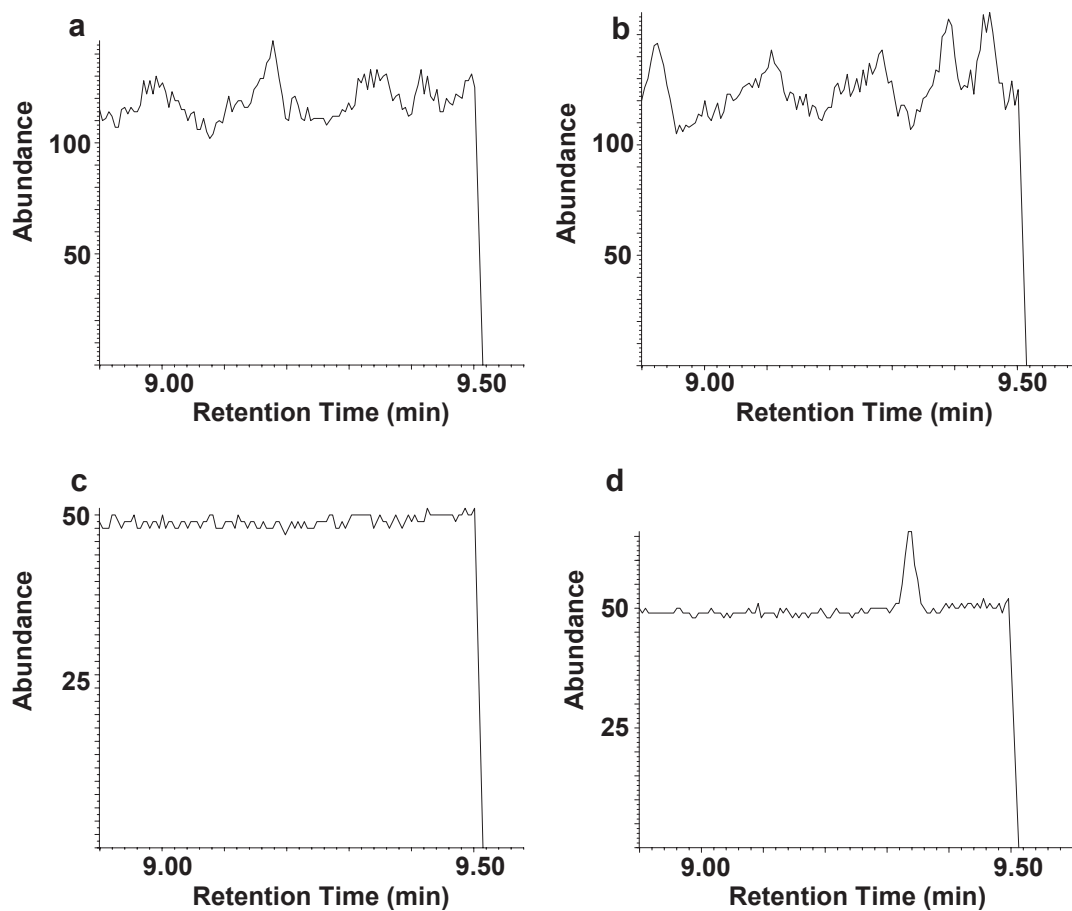 a
Abundance
100
50
9.00 9.50
Retention Time (min)
b
Abundance
100
50
9.00 9.50
Retention Time (min)
c
Abundance
50
25
9.00 9.50
Retention Time (min)
d
Abundance
50
25
9.00 9.50
Retention Time (min)